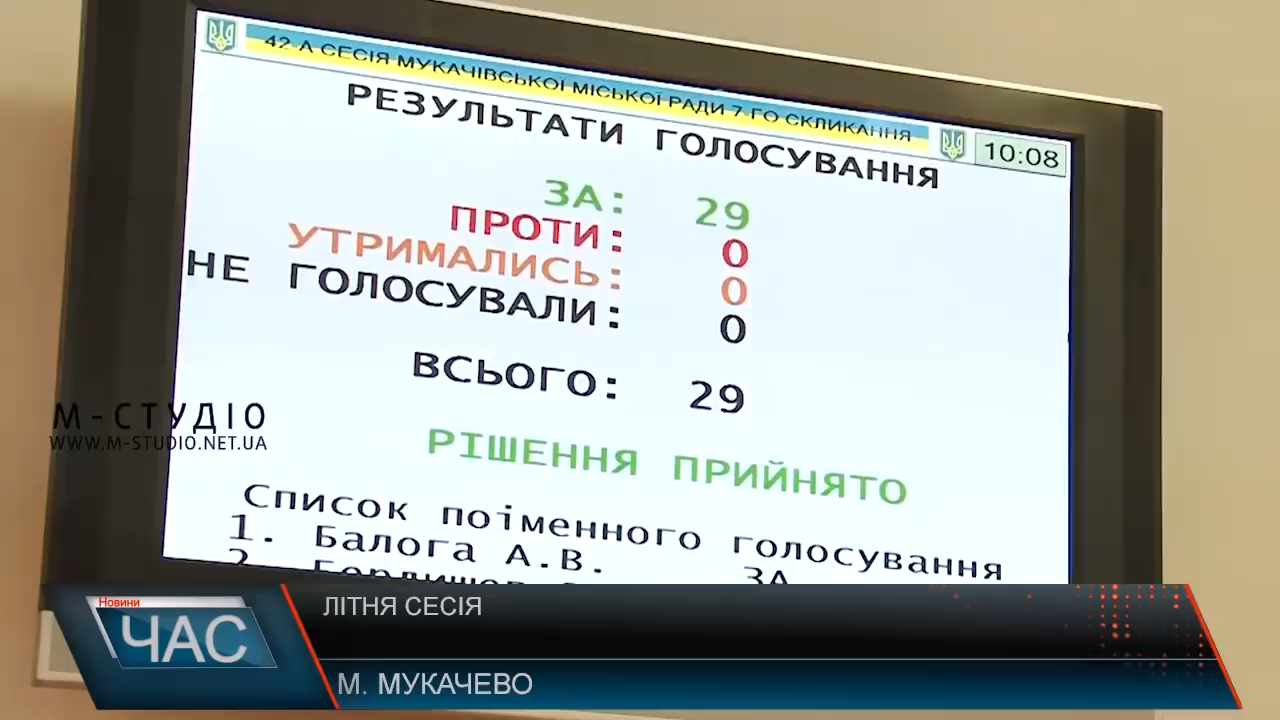 42-А СЕСІЯ МУКАЧІВСЬКОЇ МІСЬКОЇ РАДИ 7-ГО СКЛИКАННЯ
10:08
РЕЗУЛЬТАТИ ГОЛОСУВАННЯ
ЗА: 29
ПРОТИ: 0
УТРИМАЛИСЬ: 0
НЕ ГОЛОСУВАЛИ: 0
ВСЬОГО: 29
РІШЕННЯ ПРИЙНЯТО
Список поіменного голосування
1. Балога А.В. ЗА
2.
М-СТУДІО
WWW.M-STUDIO.NET.UA
Новини
ЧАС
ЛІТНЯ СЕСІЯ
М. МУКАЧЕВО